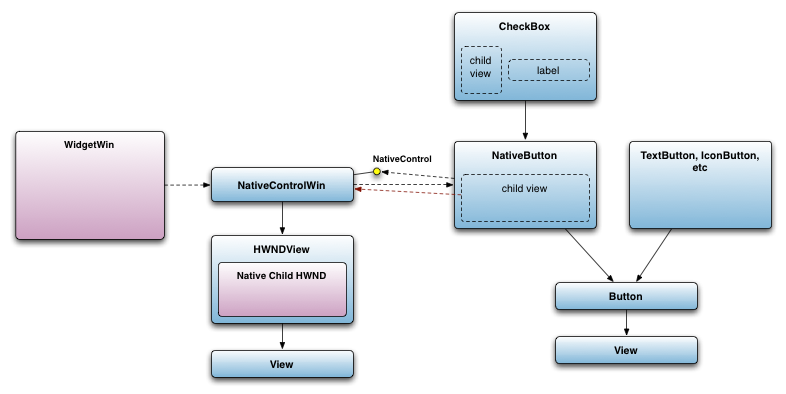 CheckBox
child
view
label
WidgetWin
NativeControl
NativeButton
TextButton, IconButton,
etc
NativeControlWin
child view
HWNDView
Native Child HWND
Button
View
View